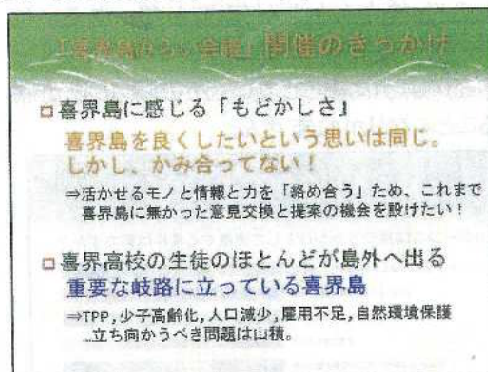 「喜界島 会議」開催のきっかけ
□喜界島に感じる「もどかしさ」
喜界島を良くしたいという思いは同じ。
しかし、かみ合ってない！
⇒活かせるモノと情報と力を「絡め合う」ため、これまで
喜界島に無かった意見交換と提案の機会を設けたい！
□喜界高校の生徒のほとんどが島外へ出る
重要な岐路に立っている喜界島
⇒TPP,少子高齢化,人口減少,雇用不足,自然環境保護
…立ち向かうべき問題は山積。